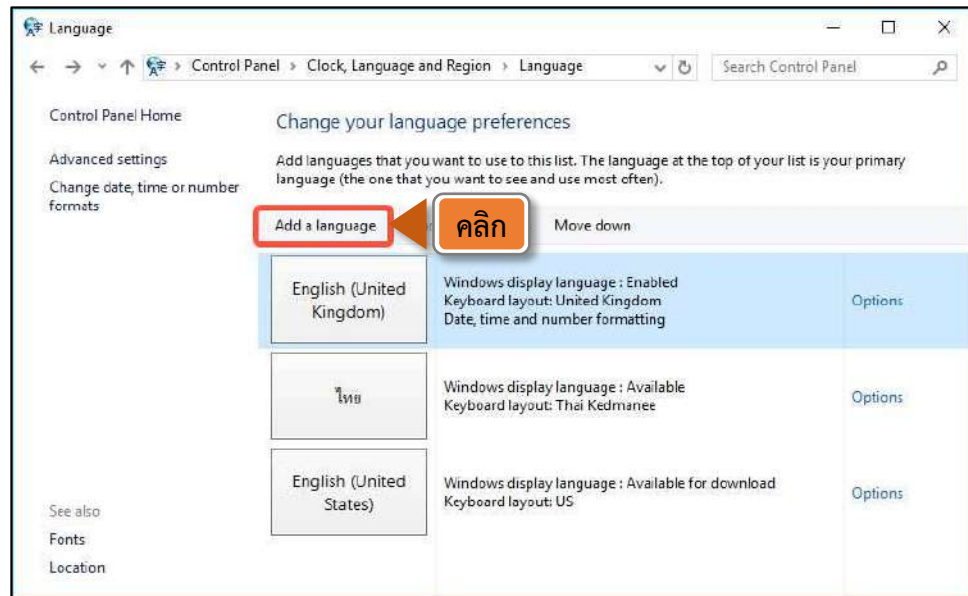 Language
Control Panel > Clock, Language and Region > Language
Search Control Panel
Control Panel Home
Advanced settings
Change date, time or number
formats
See also
Fonts
Location
Change your language preferences
Add languages that you want to use to this list. The language at the top of your list is your primary
language (the one that you want to see and use most often).
Add a language
คลิก
Move down
English (United
Kingdom)
Windows display language : Enabled
Keyboard layout: United Kingdom
Date, time and number formatting
Options
ไทย
Windows display language : Available
Keyboard layout: Thai Kedmanee
Options
English (United
States)
Windows display language : Available for download
Keyboard layout: US
Options